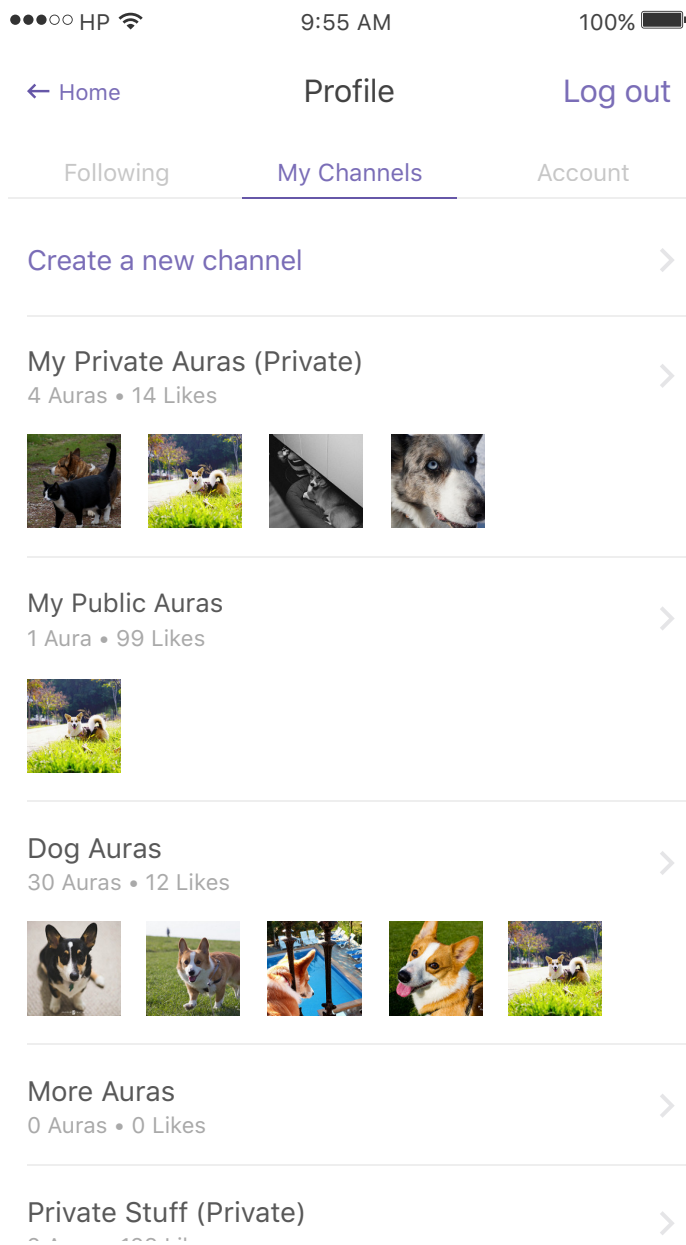 HP 9:55 AM 100%
← Home Profile Log out
Following My Channels Account
Create a new channel
My Private Auras (Private)
4 Auras • 14 Likes
My Public Auras
1 Aura • 99 Likes
Dog Auras
30 Auras • 12 Likes
More Auras
0 Auras • 0 Likes
Private Stuff (Private)